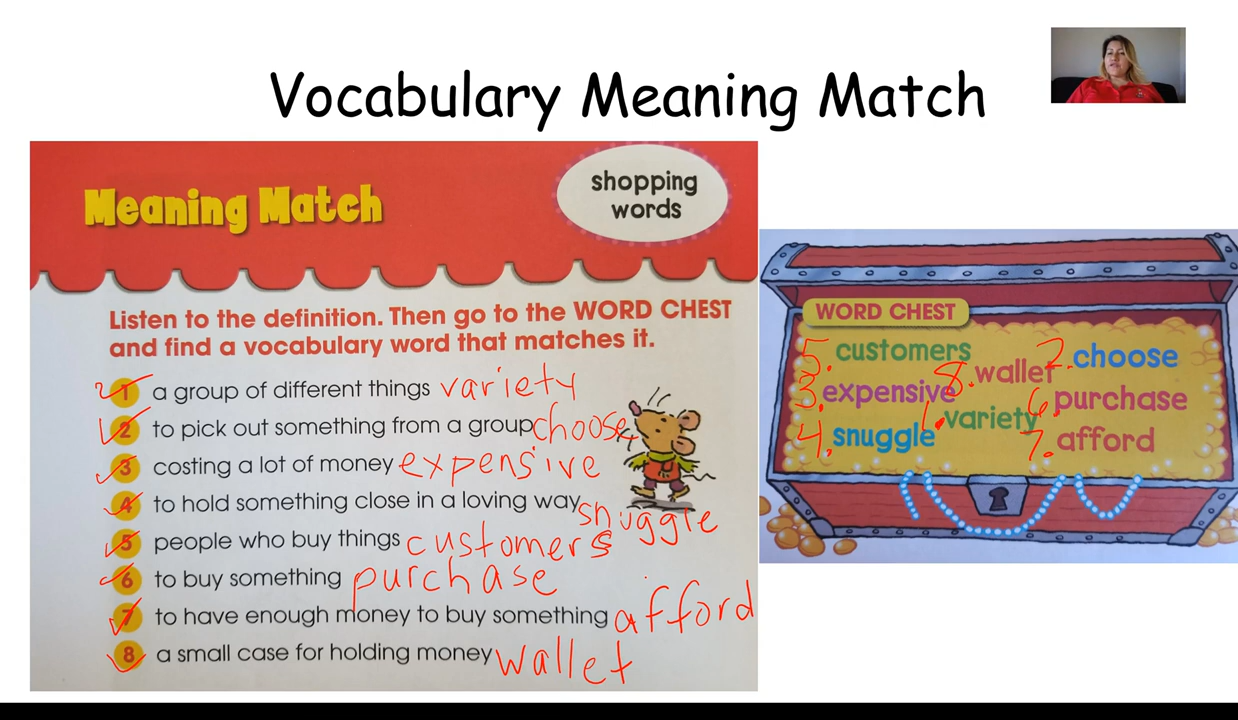 Vocabulary Meaning Match
Meaning Match
shopping
words
Listen to the definition. Then go to the WORD CHEST
and find a vocabulary word that matches it.
1 a group of different things variety
2 to pick out something from a group choose
3 costing a lot of money expensive
4 to hold something close in a loving way snuggle
5 people who buy things customers
6 to buy something purchase
7 to have enough money to buy something afford
8 a small case for holding money wallet
WORD CHEST
5. customers
2. choose
8. wallet
3. expensive
6. purchase
1. variety
4. snuggle
7. afford